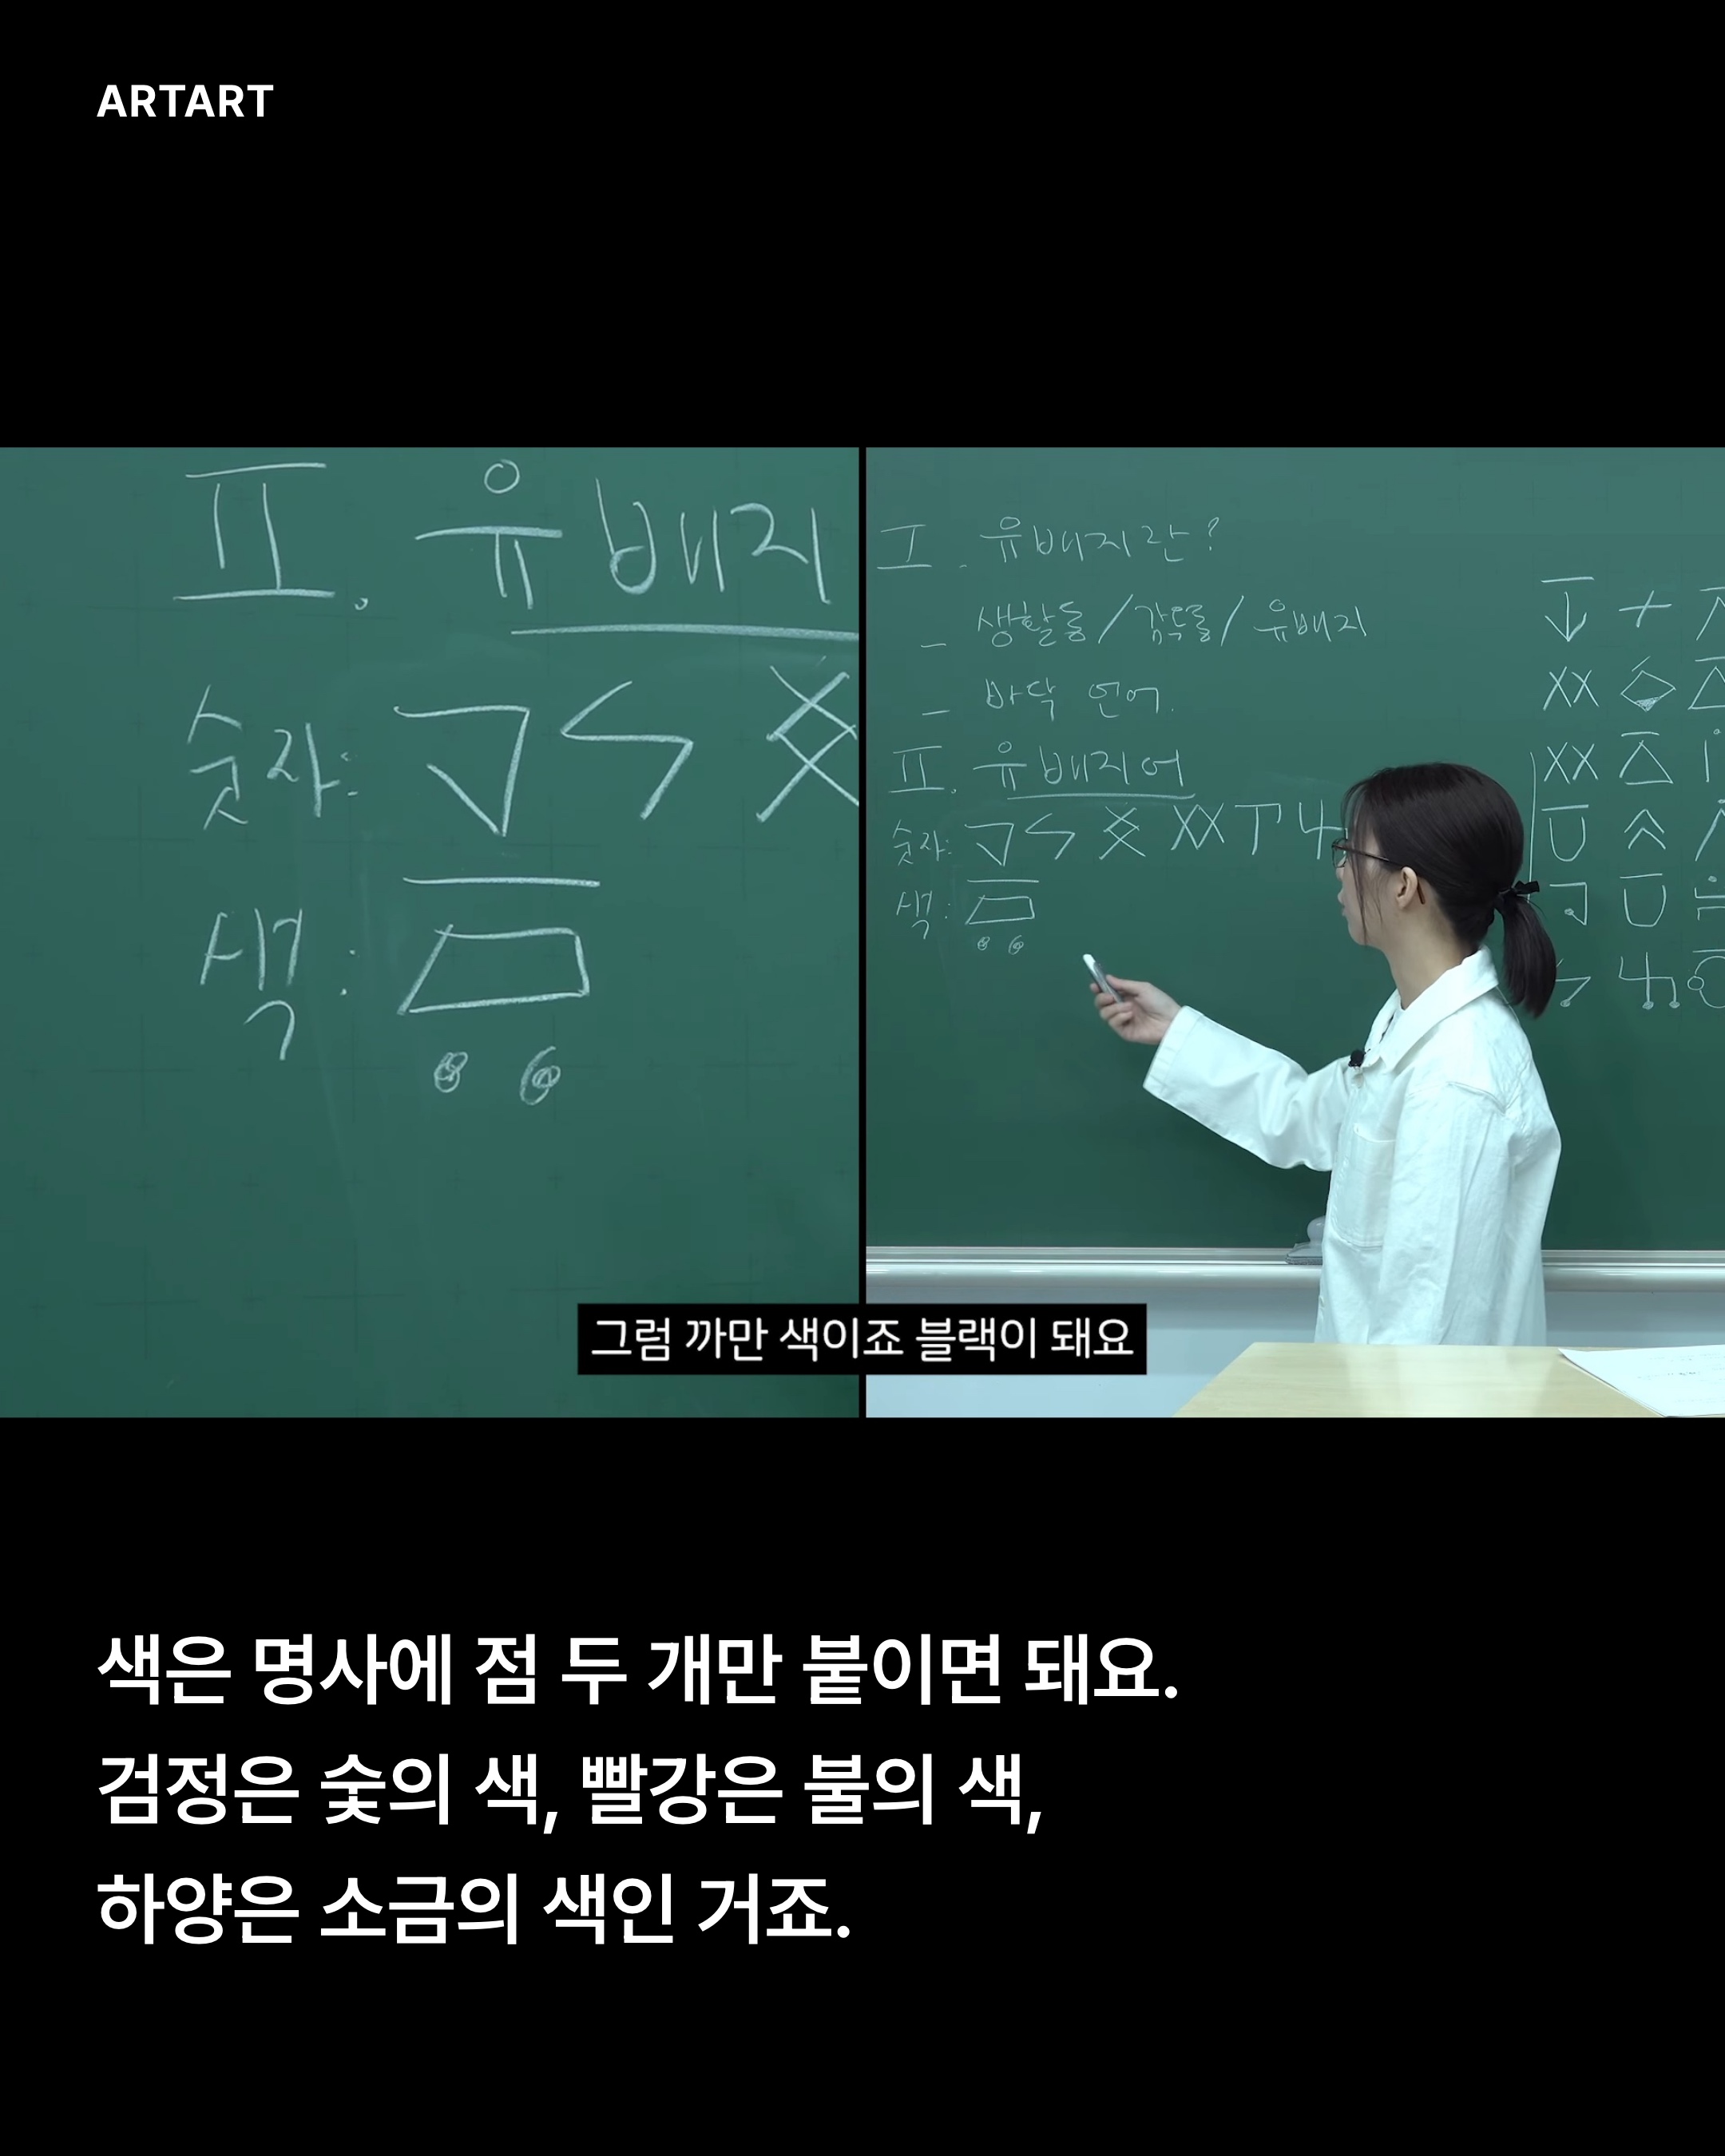 ARTART
Ⅱ. 유배지
숫자:
색:
Ⅰ. 유배지란?
- 생활동/감독동/유배지
- 바닥 언어.
Ⅱ. 유배지어
숫자:
색:
그럼 까만 색이죠 블랙이 돼요
색은 명사에 점 두 개만 붙이면 돼요.
검정은 숯의 색, 빨강은 불의 색,
하양은 소금의 색인 거죠.